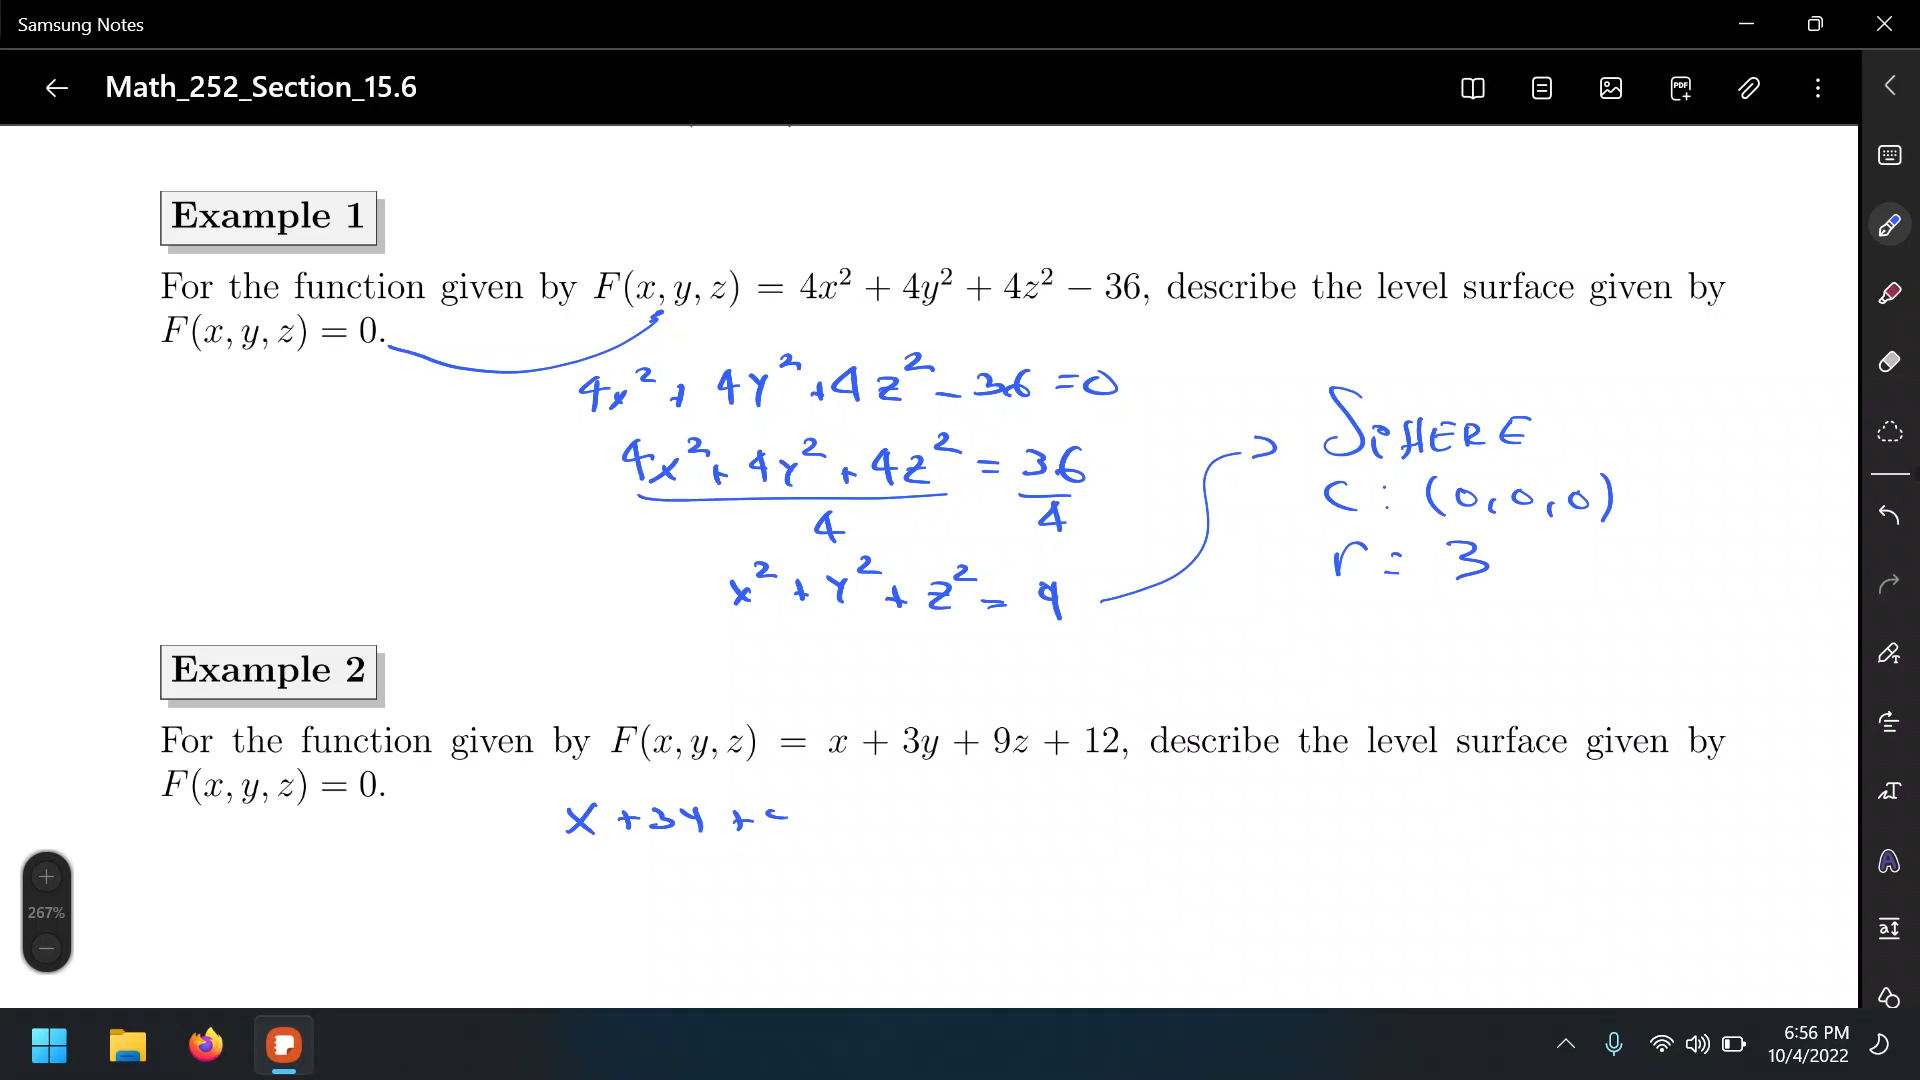 Samsung Notes
Math_252_Section_15.6
Example 1
For the function given by F(x, y, z) = 4x² + 4y² + 4z² − 36, describe the level surface given by
F(x, y, z) = 0.
4x² + 4y² + 4z² − 36 = 0
4x² + 4y² + 4z² = 36
4 4
x² + y² + z² = 9
SPHERE
C : (0,0,0)
r = 3
Example 2
For the function given by F(x, y, z) = x + 3y + 9z + 12, describe the level surface given by
F(x, y, z) = 0.
x + 3y +
267%
PDF
6:56 PM
10/4/2022